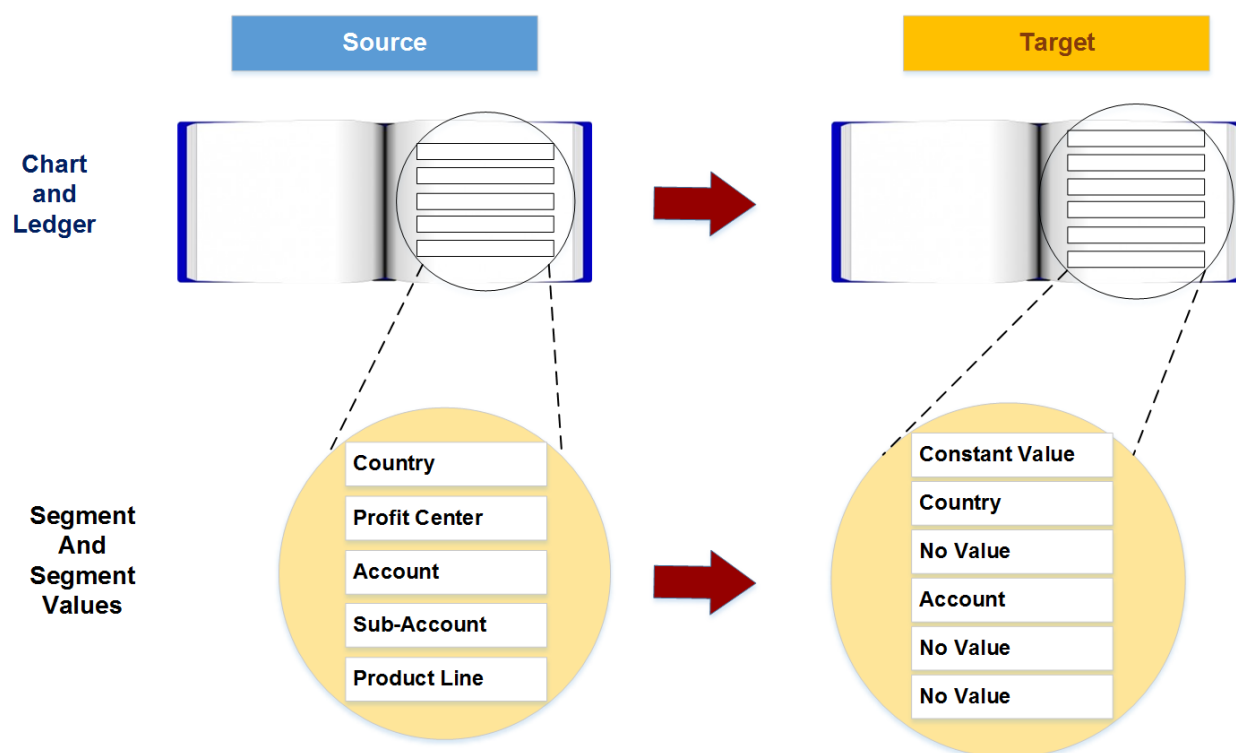 Source
Target
Chart
and
Ledger
Segment
And
Segment
Values
Country
Profit Center
Account
Sub-Account
Product Line
Constant Value
Country
No Value
Account
No Value
No Value